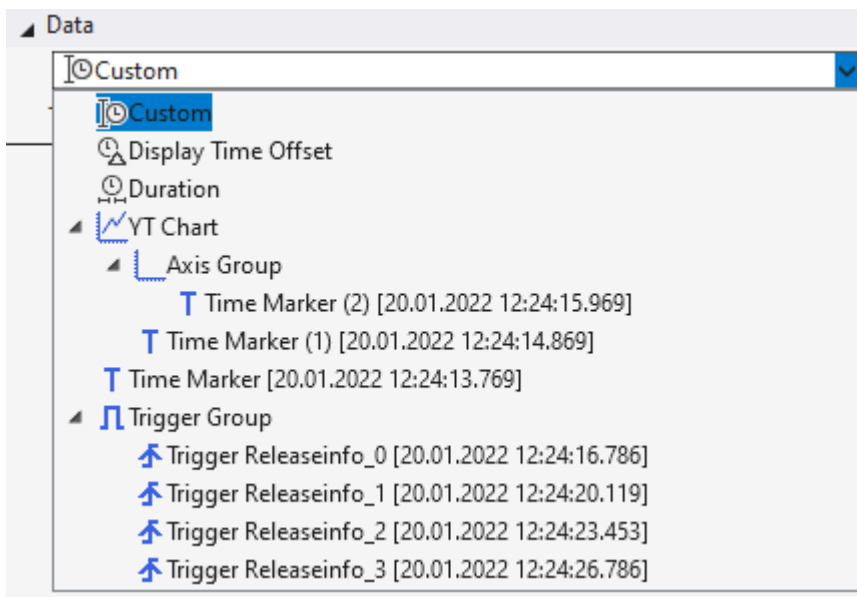 Data
Custom
Custom
Display Time Offset
Duration
YT Chart
Axis Group
Time Marker (2) [20.01.2022 12:24:15.969]
Time Marker (1) [20.01.2022 12:24:14.869]
Time Marker [20.01.2022 12:24:13.769]
Trigger Group
Trigger Releaseinfo_0 [20.01.2022 12:24:16.786]
Trigger Releaseinfo_1 [20.01.2022 12:24:20.119]
Trigger Releaseinfo_2 [20.01.2022 12:24:23.453]
Trigger Releaseinfo_3 [20.01.2022 12:24:26.786]